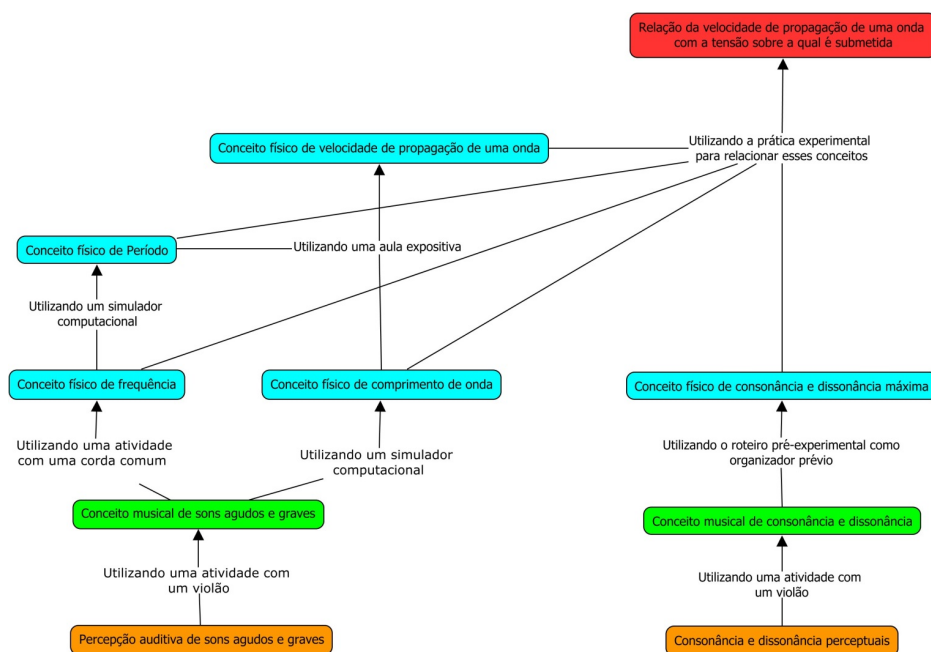 Relação da velocidade de propagação de uma onda
com a tensão sobre a qual é submetida
Conceito físico de velocidade de propagação de uma onda
Utilizando a prática experimental
para relacionar esses conceitos
Conceito físico de Período
Utilizando uma aula expositiva
Utilizando um simulador
computacional
Conceito físico de frequência
Conceito físico de comprimento de onda
Conceito físico de consonância e dissonância máxima
Utilizando uma atividade
com uma corda comum
Utilizando um simulador
computacional
Utilizando o roteiro pré-experimental como
organizador prévio
Conceito musical de sons agudos e graves
Conceito musical de consonância e dissonância
Utilizando uma atividade com
um violão
Utilizando uma atividade com
um violão
Percepção auditiva de sons agudos e graves
Consonância e dissonância perceptuais